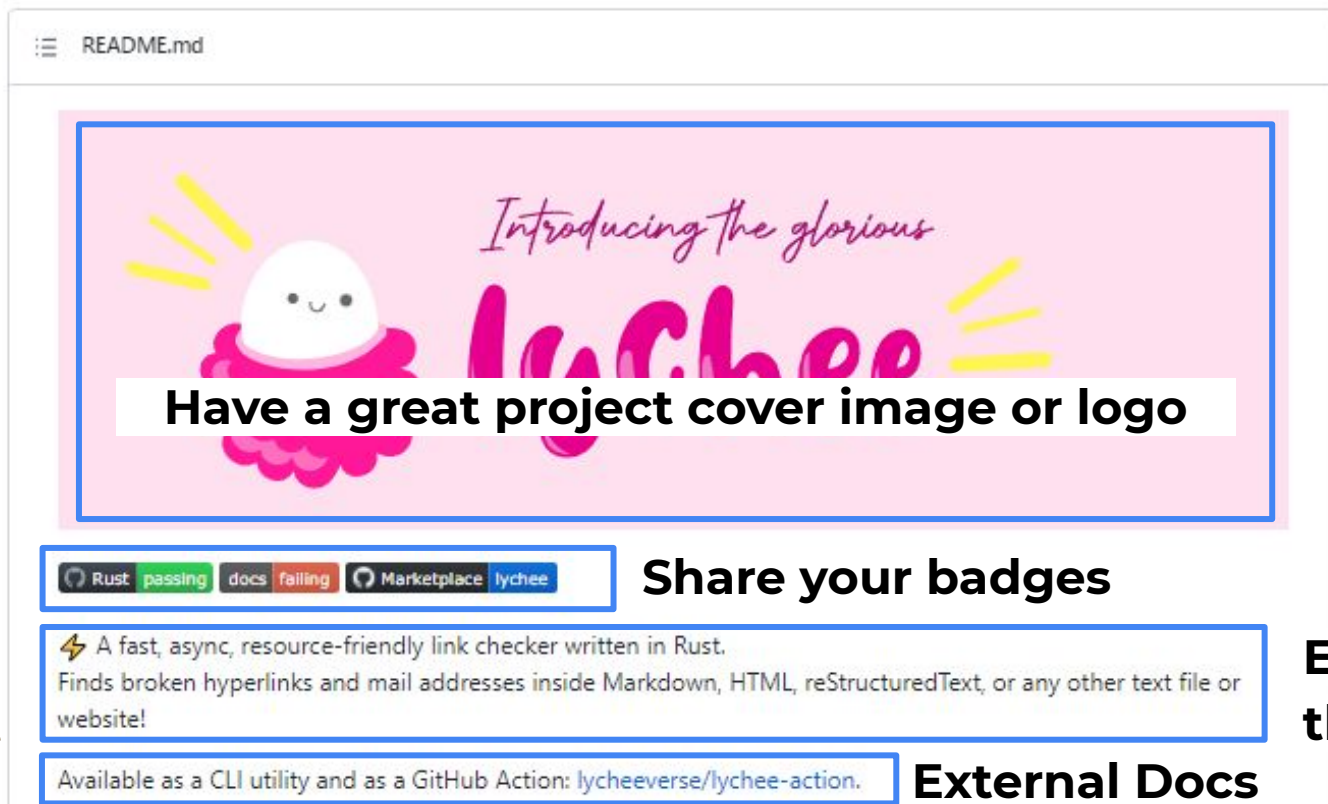 README.md
Introducing the glorious
lychee
Have a great project cover image or logo
Rust passing docs failing Marketplace lychee
Share your badges
⚡ A fast, async, resource-friendly link checker written in Rust.
Finds broken hyperlinks and mail addresses inside Markdown, HTML, reStructuredText, or any other text file or
website!
Available as a CLI utility and as a GitHub Action: lycheeverse/lychee-action.
External Docs